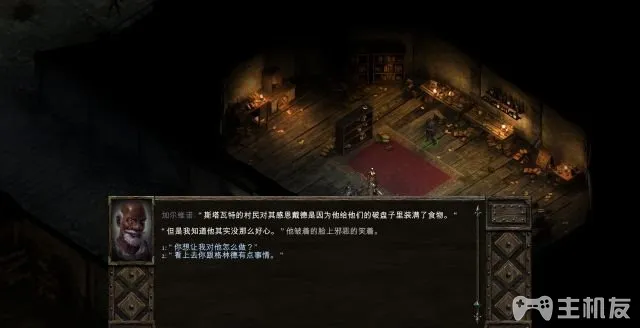 加尔维诺: "斯塔瓦特的村民对其感恩戴德是因为他给他们的破盘子里装满了食物。"
"但是我知道他其实没那么好心。"他皱着的脸上邪恶的笑着。
1: "你想让我对他怎么做？"
2: "看上去你跟格林德有点事情。"
主机友